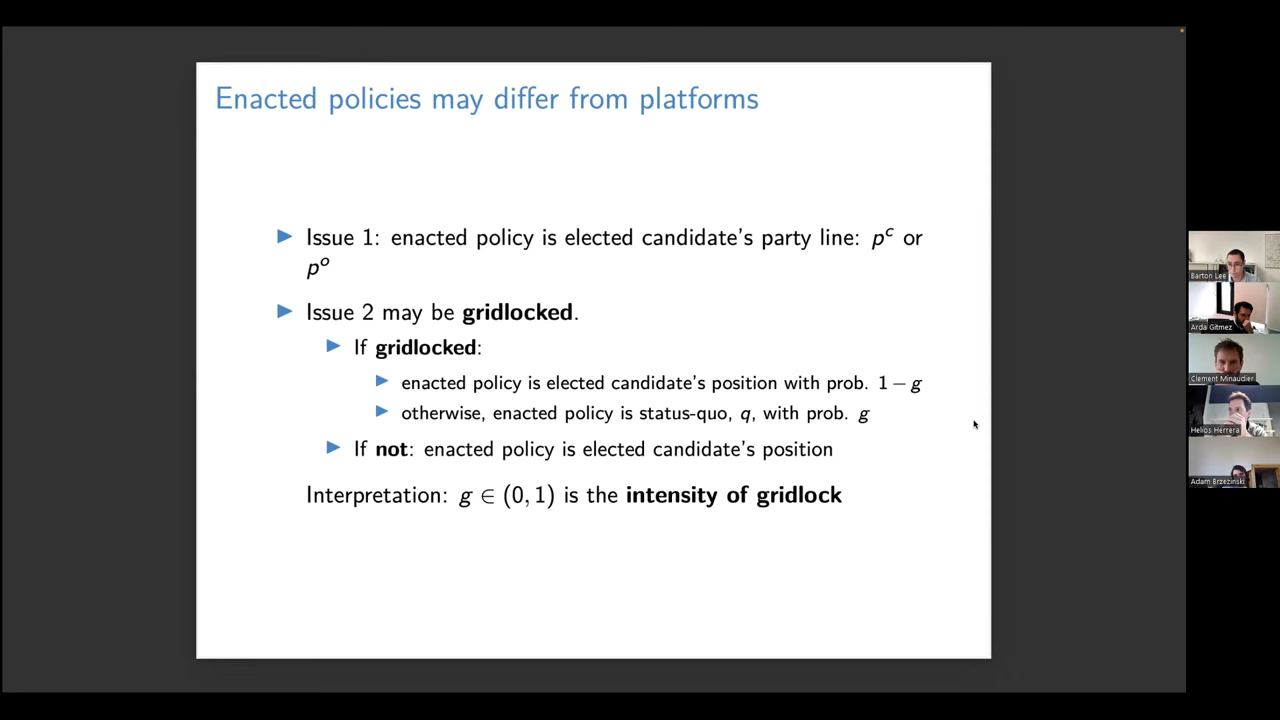 Enacted policies may differ from platforms
Issue 1: enacted policy is elected candidate's party line: p^c or
p^o
Issue 2 may be gridlocked.
If gridlocked:
enacted policy is elected candidate's position with prob. 1 − g
otherwise, enacted policy is status-quo, q, with prob. g
If not: enacted policy is elected candidate's position
Interpretation: g ∈ (0, 1) is the intensity of gridlock
Barton Lee
Arda Gitmez
Clement Minaudier
Helios Herrera
Adam Brzezinski